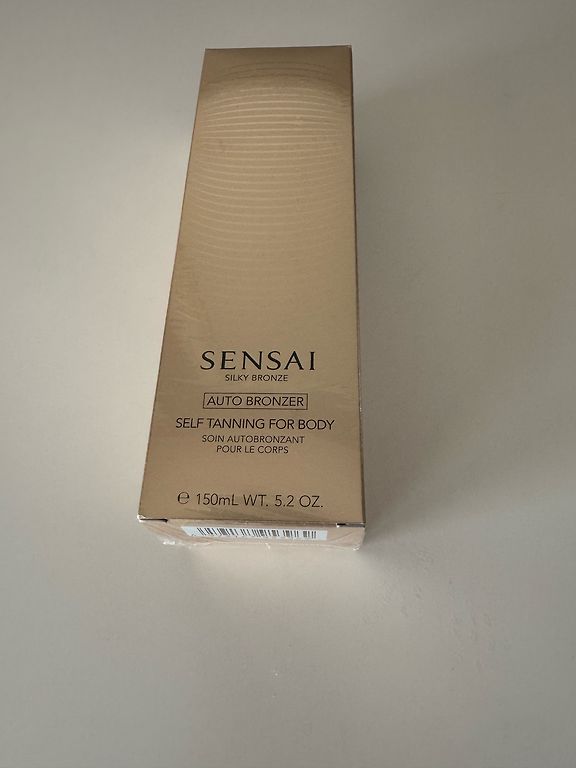 SENSAI
SILKY BRONZE
AUTO BRONZER
SELF TANNING FOR BODY
SOIN AUTOBRONZANT
POUR LE CORPS
℮ 150mL WT. 5.2 OZ.